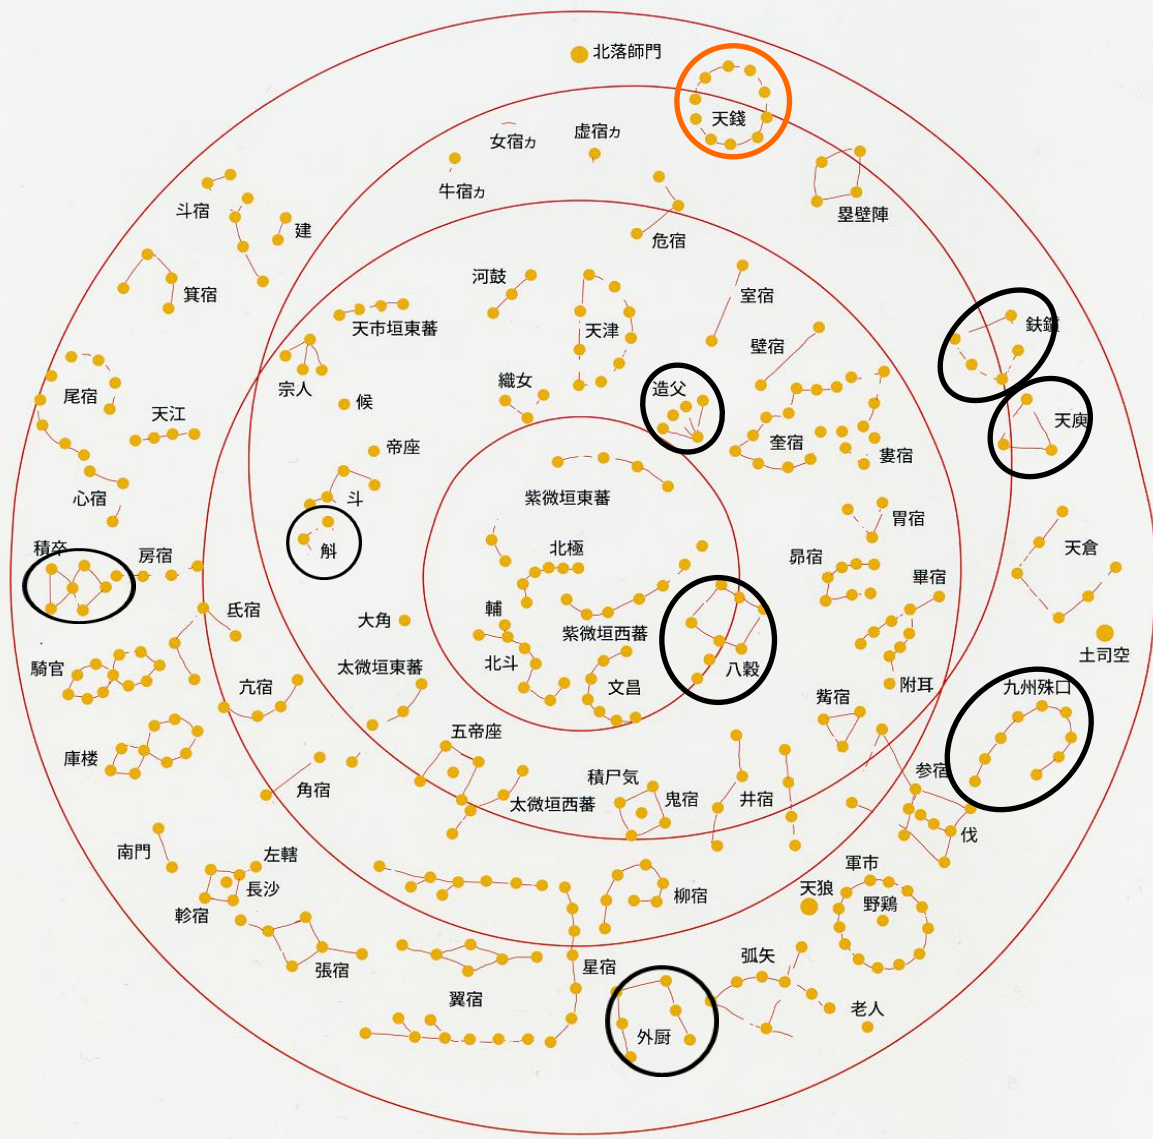 北落師門
天錢
女宿ヵ
虚宿ヵ
牛宿ヵ
斗宿
建
危宿
塁壁陣
箕宿
河鼓
天津
室宿
天市垣東蕃
壁宿
鈇鑕
宗人
尾宿
天江
候
織女
造父
天庾
帝座
奎宿
婁宿
心宿
斗
紫微垣東蕃
胃宿
積卒
房宿
斛
北極
昴宿
天倉
畢宿
氐宿
大角
輔
紫微垣西蕃
土司空
騎官
亢宿
太微垣東蕃
北斗
文昌
八穀
附耳
九州殊口
觜宿
庫楼
角宿
五帝座
太微垣西蕃
積尸気
鬼宿
井宿
参宿
伐
南門
左轄
長沙
軫宿
張宿
柳宿
天狼
軍市
野鶏
翼宿
星宿
外厨
弧矢
老人